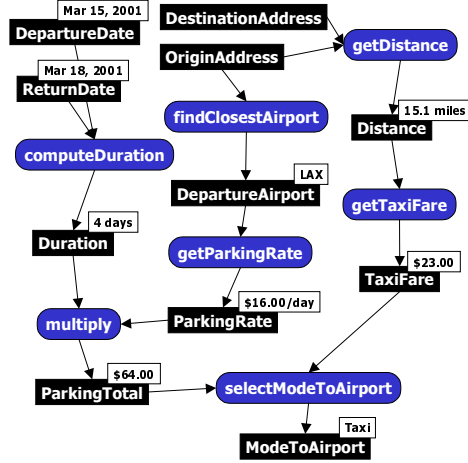 Mar 15, 2001
DepartureDate
Mar 18, 2001
ReturnDate
computeDuration
4 days
Duration
multiply
$64.00
ParkingTotal
DestinationAddress
OriginAddress
findClosestAirport
LAX
DepartureAirport
getParkingRate
$16.00/day
ParkingRate
getDistance
15.1 miles
Distance
getTaxiFare
$23.00
TaxiFare
selectModeToAirport
Taxi
ModeToAirport